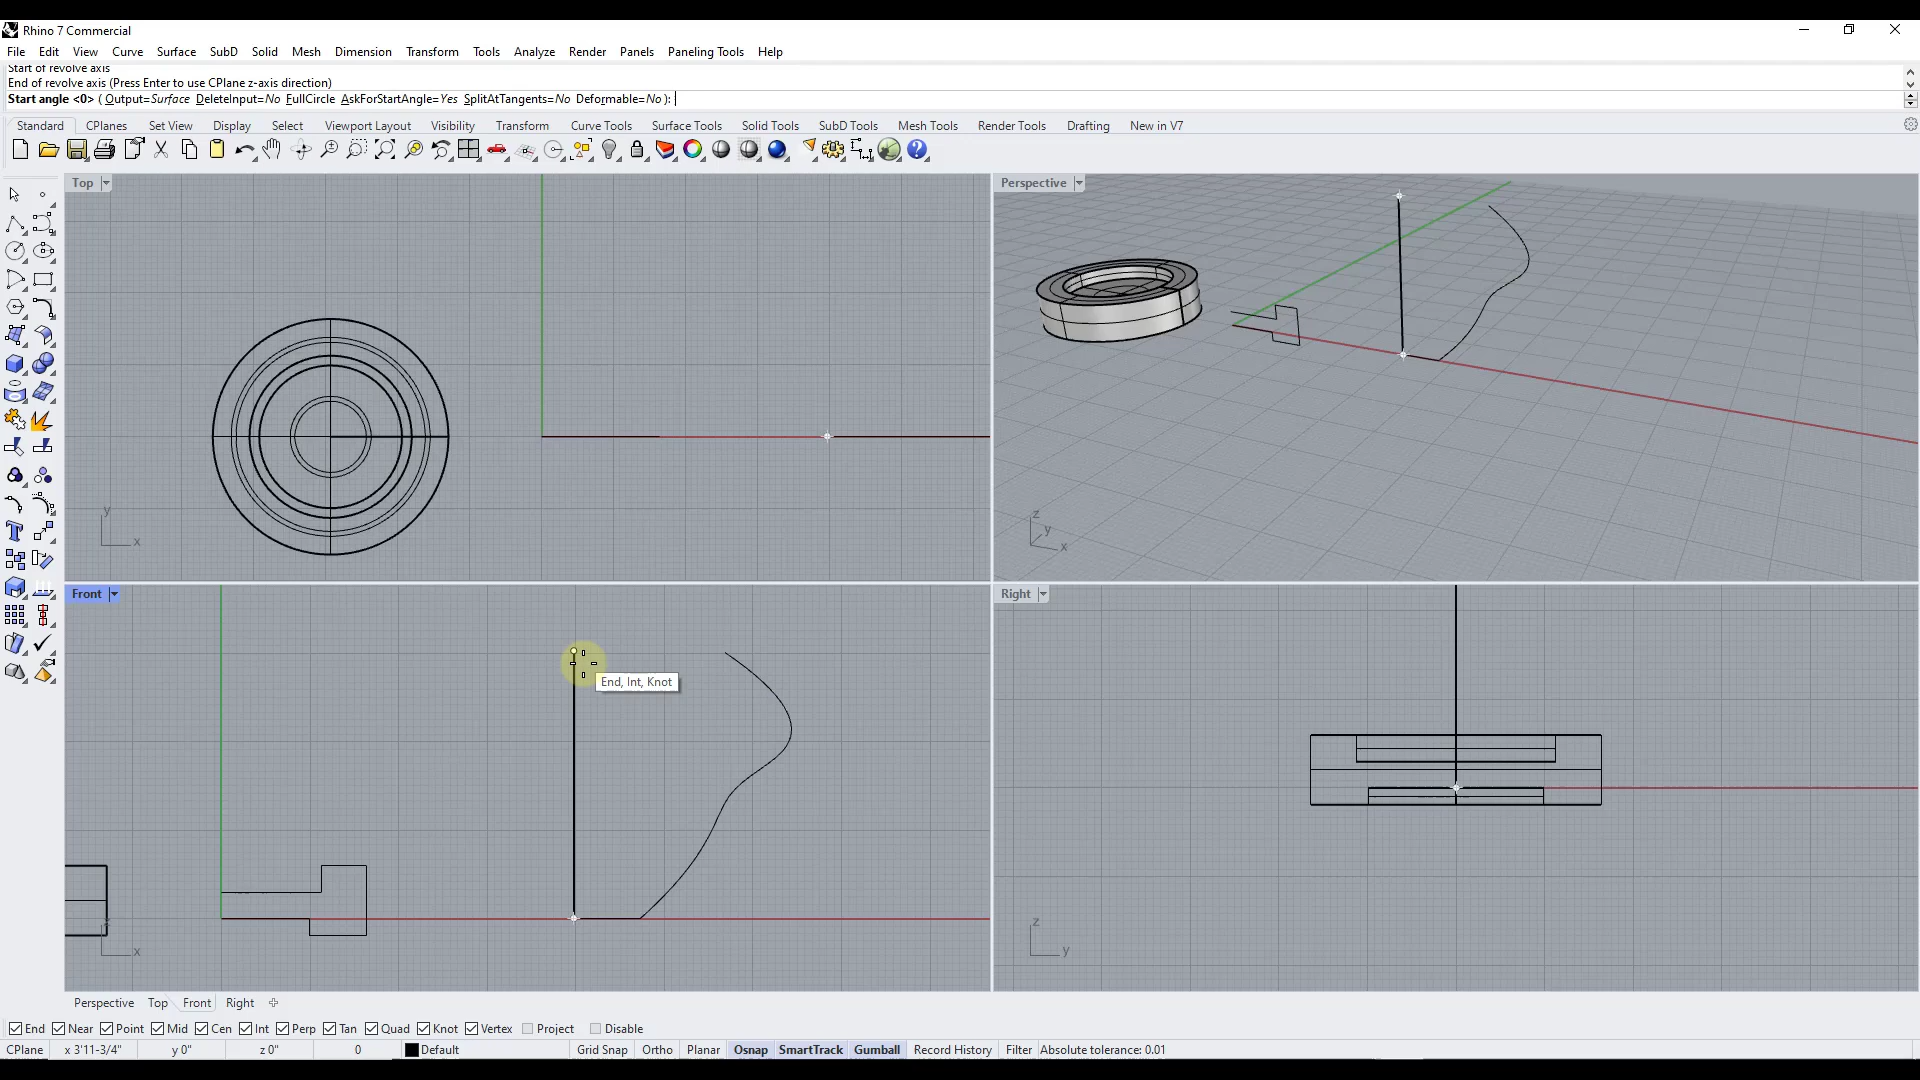 Rhino 7 Commercial
File Edit View Curve Surface SubD Solid Mesh Dimension Transform Tools Analyze Render Panels Paneling Tools Help
Start of revolve axis
End of revolve axis (Press Enter to use CPlane z-axis direction)
Start angle <0> ( Output=Surface DeleteInput=No FullCircle AskForStartAngle=Yes SplitAtTangents=No Deformable=No ):
Standard CPlanes Set View Display Select Viewport Layout Visibility Transform Curve Tools Surface Tools Solid Tools SubD Tools Mesh Tools Render Tools Drafting New in V7
Top
Perspective
y
x
z
y
x
Front
Right
End, Int, Knot
x
z
y
Perspective Top Front Right
End Near Point Mid Cen Int Perp Tan Quad Knot Vertex Project Disable
CPlane x 3'11-3/4" y 0" z 0" 0 Default Grid Snap Ortho Planar Osnap SmartTrack Gumball Record History Filter Absolute tolerance: 0.01